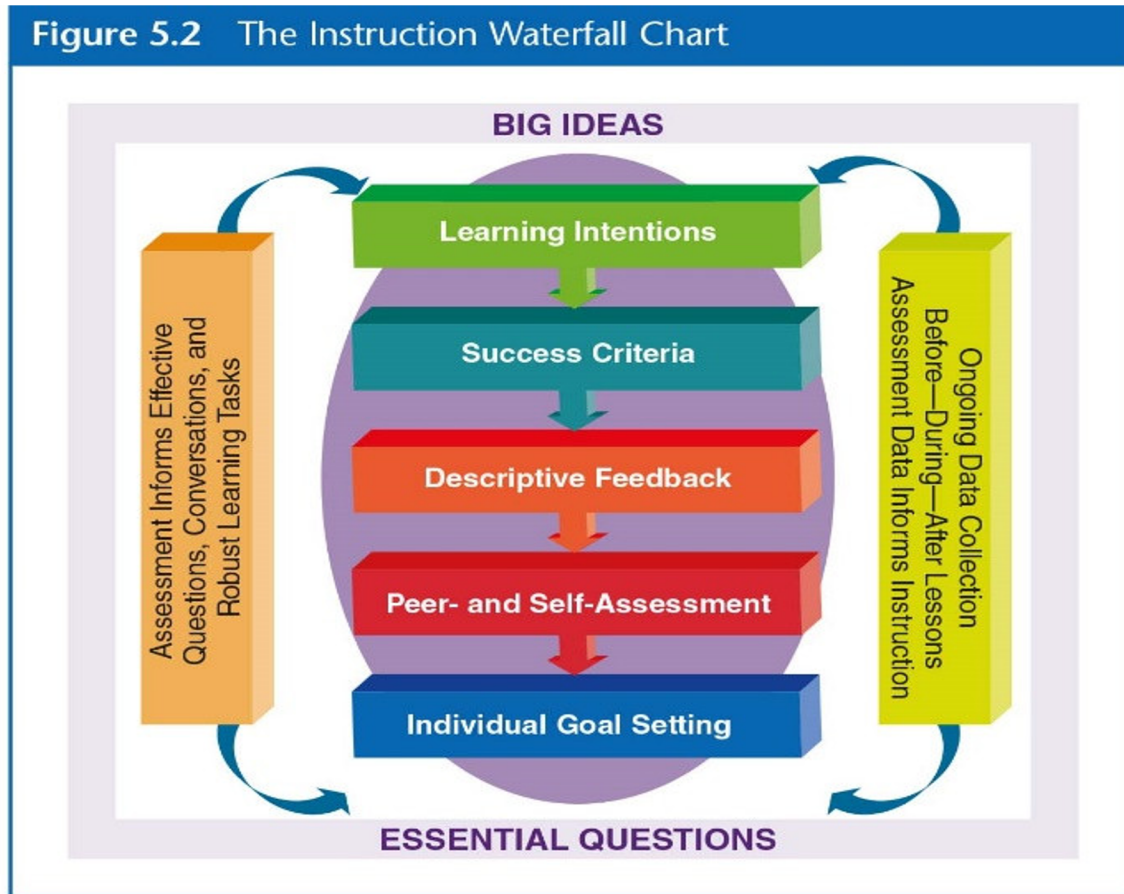 Figure 5.2 The Instruction Waterfall Chart
BIG IDEAS
Assessment Informs Effective
Questions, Conversations, and
Robust Learning Tasks
Learning Intentions
Success Criteria
Descriptive Feedback
Peer- and Self-Assessment
Individual Goal Setting
Ongoing Data Collection
Before—During—After Lessons
Assessment Data Informs Instruction
ESSENTIAL QUESTIONS